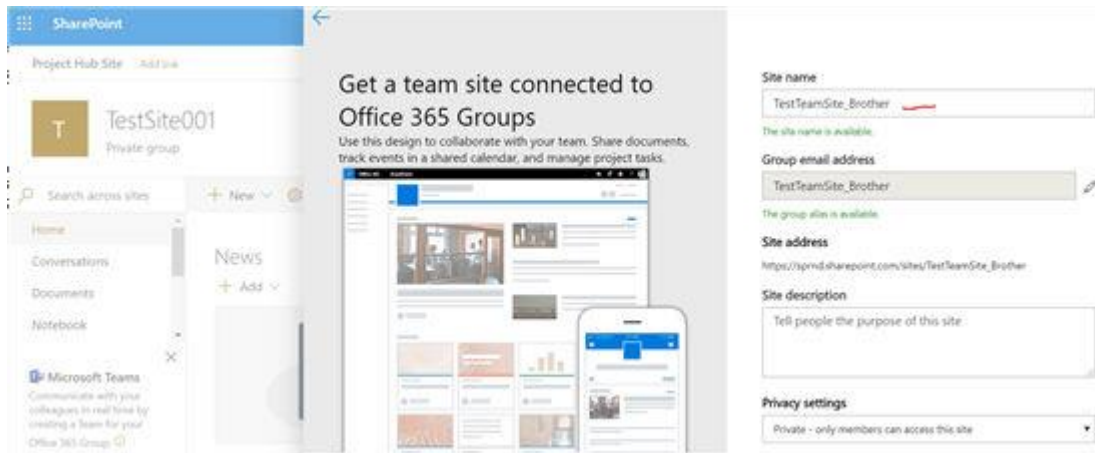 SharePoint
Project Hub Site Add link
T
TestSite001
Private group
Search across sites
+ New
Home
Conversations
Documents
Notebook
News
+ Add
Microsoft Teams
Communicate with your
colleagues in real time by
creating a Team for your
Office 365 Group
Get a team site connected to
Office 365 Groups
Use this design to collaborate with your team. Share documents,
track events in a shared calendar, and manage project tasks.
Site name
TestTeamSite_Brother
The site name is available.
Group email address
TestTeamSite_Brother
The group alias is available.
Site address
https://sprnd.sharepoint.com/sites/TestTeamSite_Brother
Site description
Tell people the purpose of this site
Privacy settings
Private - only members can access this site